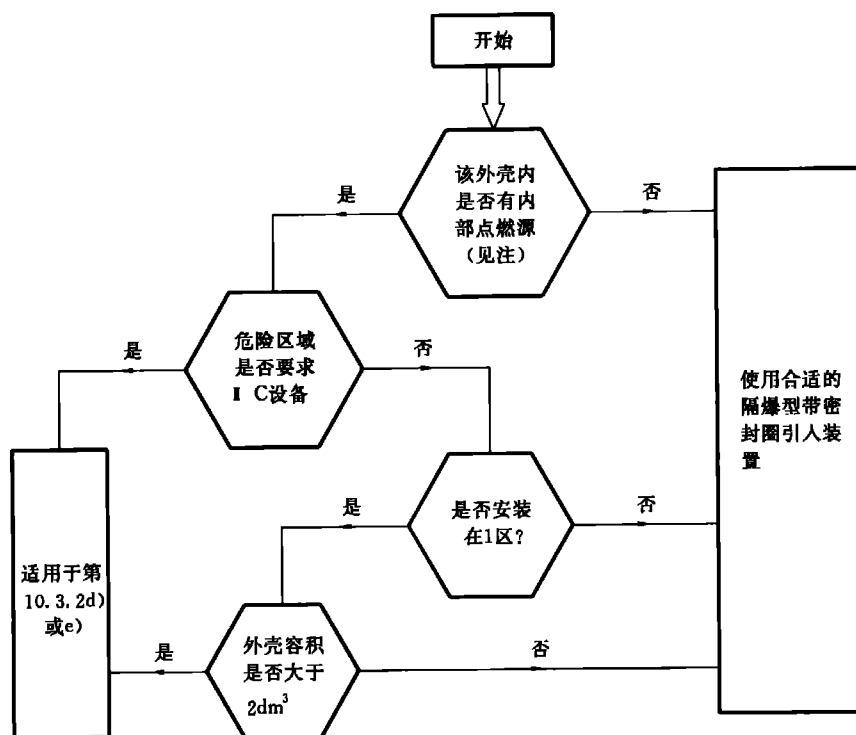 开始
该外壳内
是否有内
部点燃源
(见注)
是
否
危险区域
是否要求
Ⅱ C设备
是
否
使用合适的
隔爆型带密
封圈引入装
置
是否安装
在1区?
是
否
适用于第
10.3.2d)
或e)
外壳容积
是否大于
2dm³
是
否